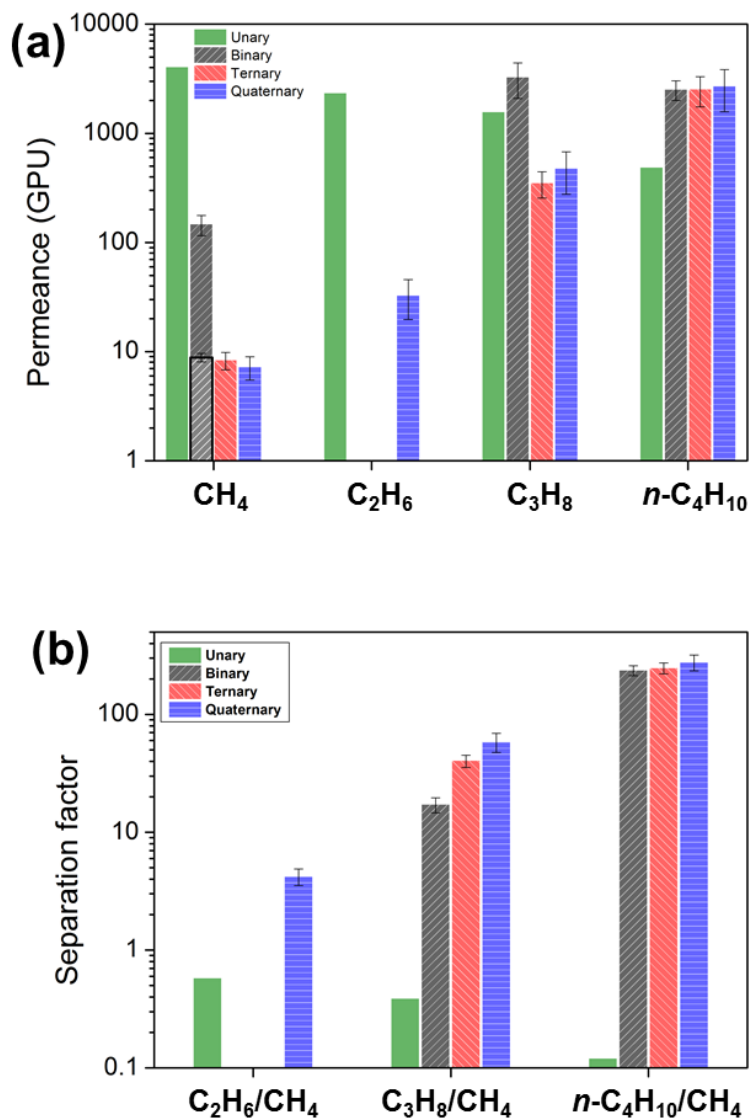 (a)
10000
1000
100
10
1
Permeance (GPU)
Unary
Binary
Ternary
Quaternary
CH₄ C₂H₆ C₃H₈ n-C₄H₁₀
(b)
100
10
1
0.1
Separation factor
Unary
Binary
Ternary
Quaternary
C₂H₆/CH₄ C₃H₈/CH₄ n-C₄H₁₀/CH₄